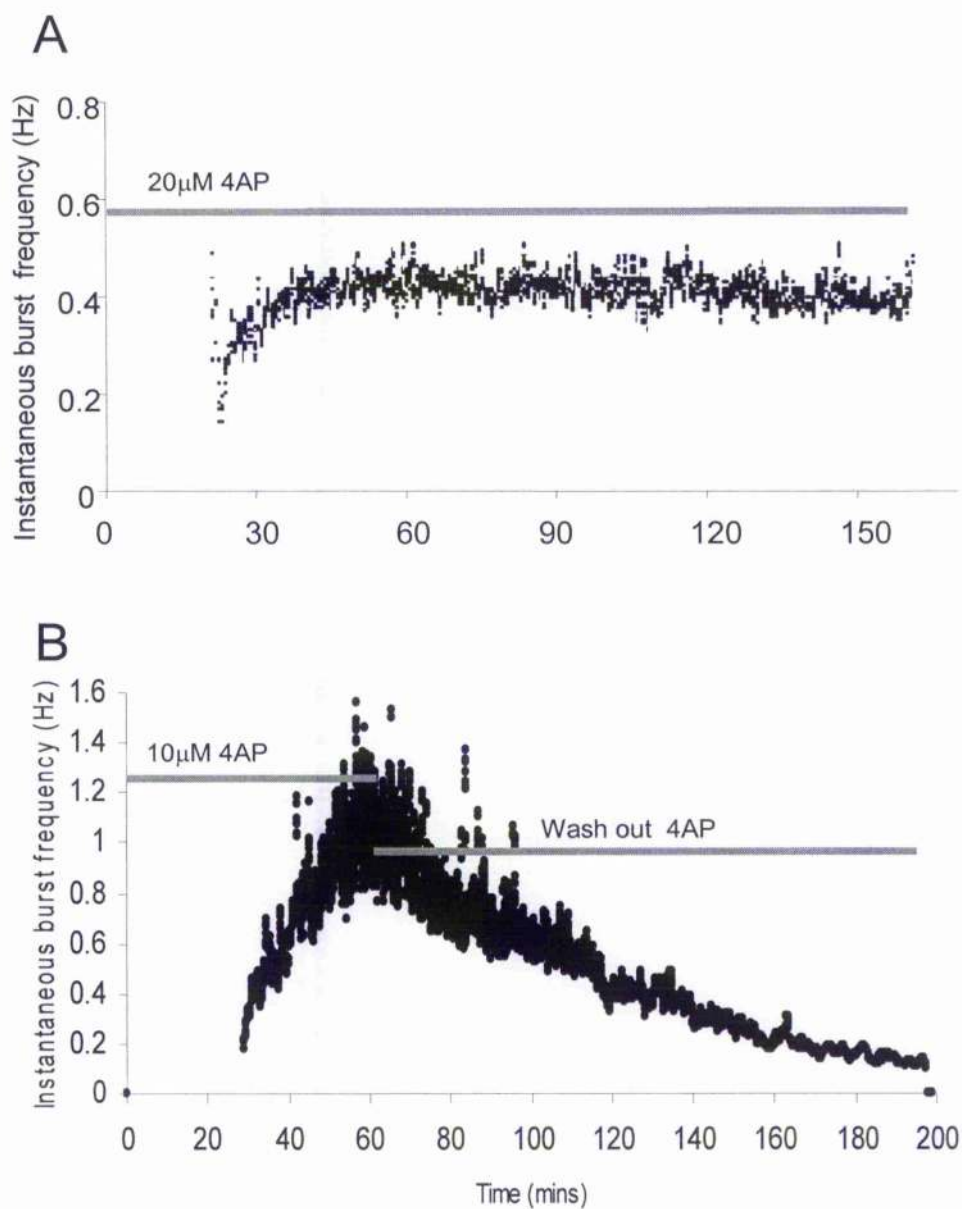 A
Instantaneous burst frequency (Hz)
0.8
0.6
0.4
0.2
0
20μM 4AP
0 30 60 90 120 150
B
Instantaneous burst frequency (Hz)
1.6
1.4
1.2
1
0.8
0.6
0.4
0.2
0
10μM 4AP
Wash out 4AP
0 20 40 60 80 100 120 140 160 180 200
Time (mins)